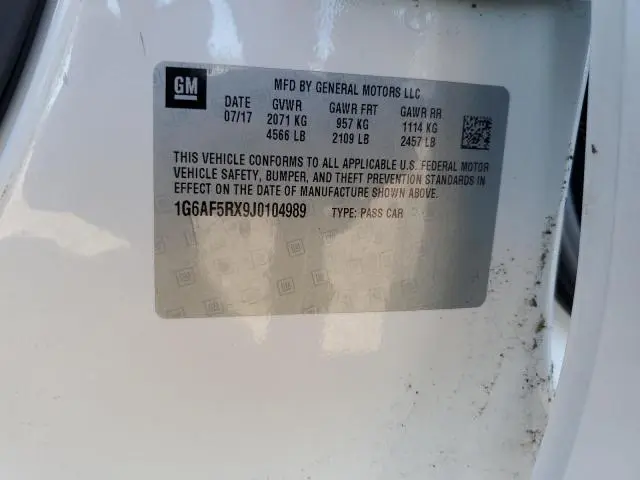 GM
MFD BY GENERAL MOTORS LLC
DATE GVWR GAWR FRT GAWR RR
07/17 2071 KG 957 KG 1114 KG
4566 LB 2109 LB 2457 LB
THIS VEHICLE CONFORMS TO ALL APPLICABLE U.S. FEDERAL MOTOR
VEHICLE SAFETY, BUMPER, AND THEFT PREVENTION STANDARDS
IN EFFECT ON THE DATE OF MANUFACTURE SHOWN ABOVE.
1G6AF5RX9J0104989 TYPE: PASS CAR